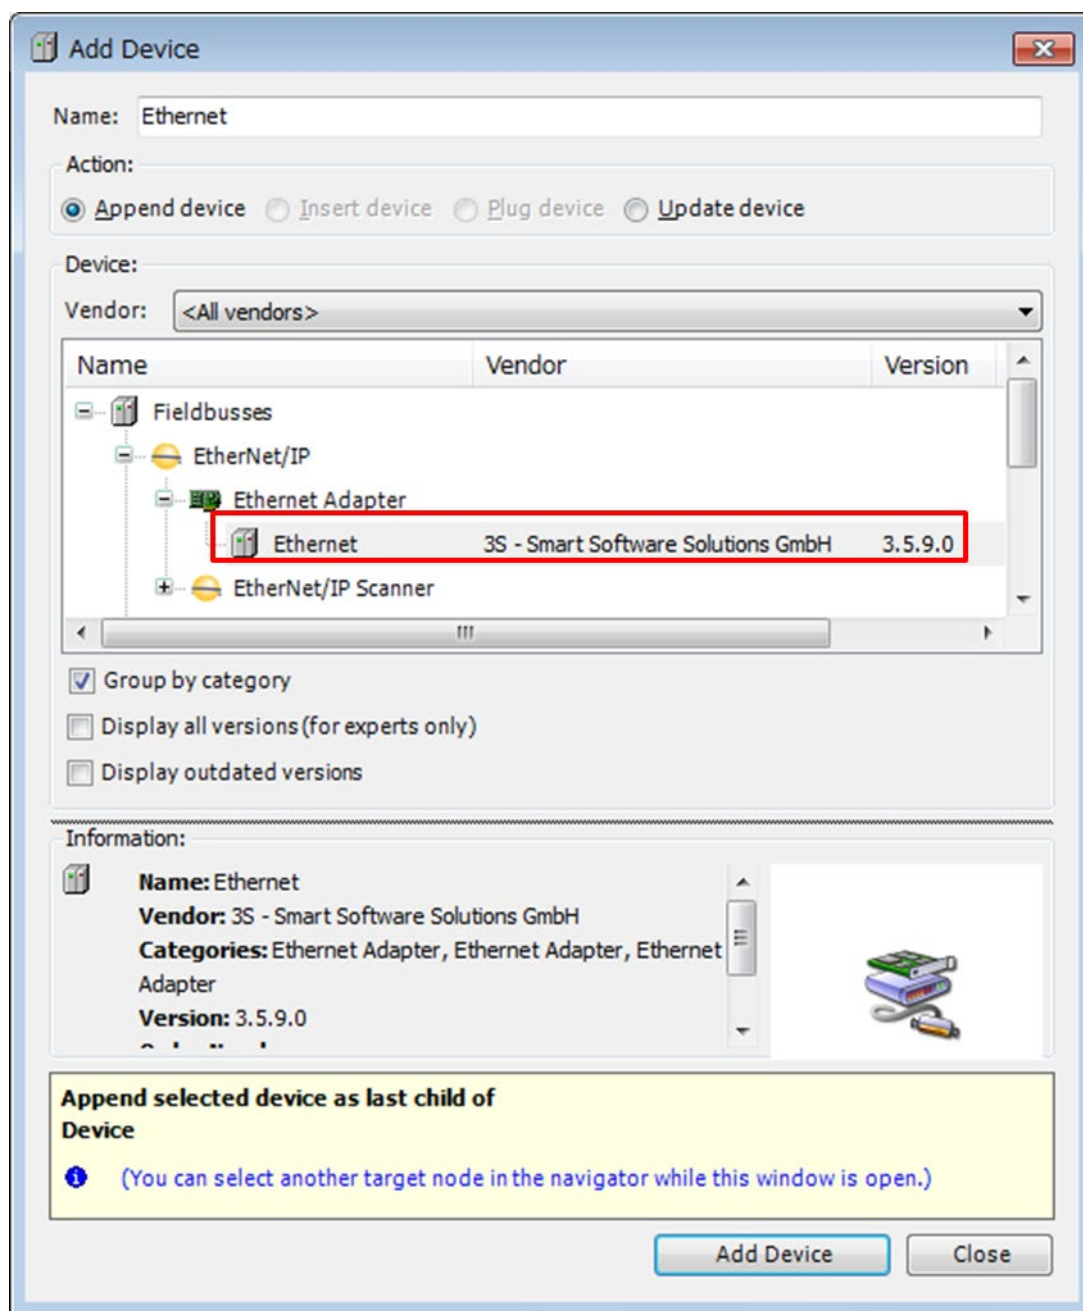 Add Device
Name: Ethernet
Action:
Append device Insert device Plug device Update device
Device:
Vendor: <All vendors>
Name Vendor Version
Fieldbusses
EtherNet/IP
Ethernet Adapter
Ethernet 3S - Smart Software Solutions GmbH 3.5.9.0
EtherNet/IP Scanner
Group by category
Display all versions (for experts only)
Display outdated versions
Information:
Name: Ethernet
Vendor: 3S - Smart Software Solutions GmbH
Categories: Ethernet Adapter, Ethernet Adapter, Ethernet
Adapter
Version: 3.5.9.0
Append selected device as last child of
Device
(You can select another target node in the navigator while this window is open.)
Add Device Close